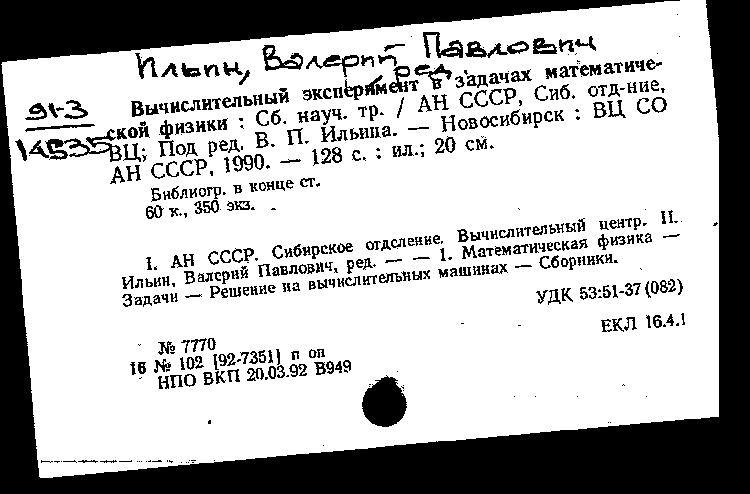 Ильин, Валерий Павлович
ред.
91-3
14535
Вычислительный эксперимент в задачах математиче-
ской физики : Сб. науч. тр. / АН СССР, Сиб. отд-ние,
ВЦ; Под ред. В. П. Ильина. — Новосибирск : ВЦ СО
АН СССР, 1990. — 128 с. : ил.; 20 см.
Библиогр. в конце ст.
60 к., 350 экз.
I. АН СССР. Сибирское отделение. Вычислительный центр. II.
Ильин, Валерий Павлович, ред. — — 1. Математическая физика —
Задачи — Решение на вычислительных машинах — Сборники.
УДК 53:51-37 (082)
ЕКЛ 16.4.1
№ 7770
16 № 102 [92-7351] п оп
НПО ВКП 20.03.92 В949